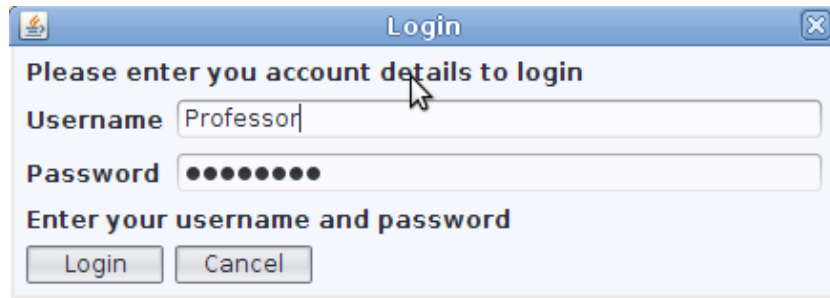 Login
Please enter you account details to login
Username Professor
Password ●●●●●●●●
Enter your username and password
Login Cancel